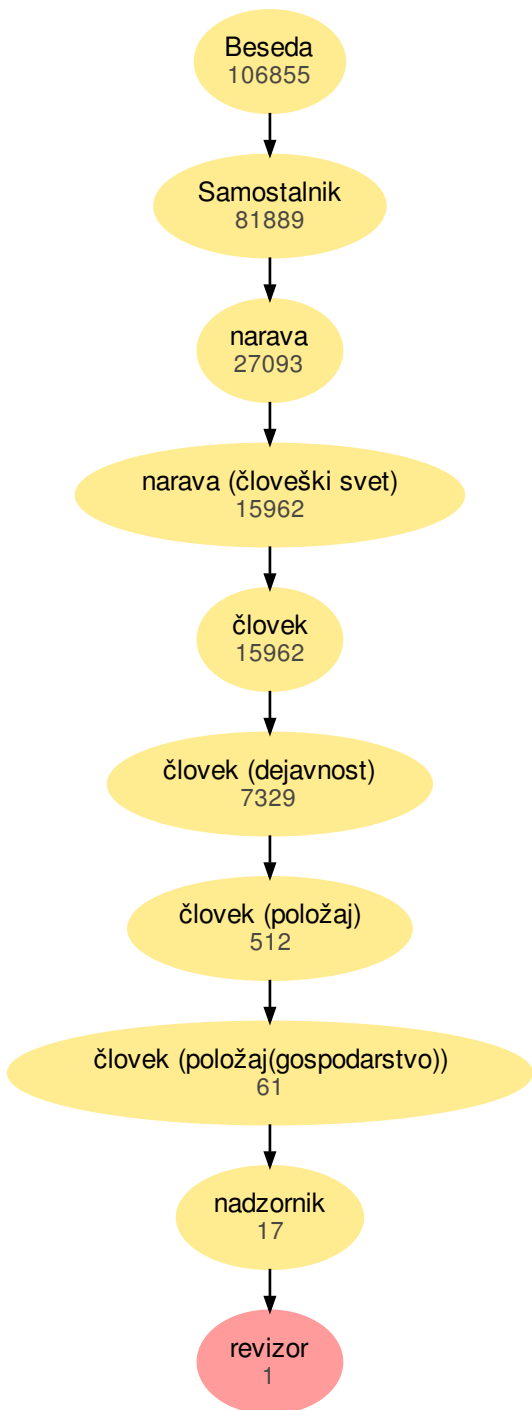 Beseda
106855
Samostalnik
81889
narava
27093
narava (človeški svet)
15962
človek
15962
človek (dejavnost)
7329
človek (položaj)
512
človek (položaj(gospodarstvo))
61
nadzornik
17
revizor
1